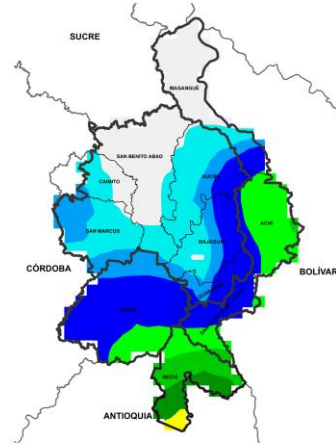 SUCRE
MAGANGUÉ
SAN BENITO ABAD
CAIMITO
SUCRE
ACHÍ
SAN MARCOS
MAJAGUAL
CÓRDOBA
BOLÍVAR
NECHÍ
ANTIOQUIA